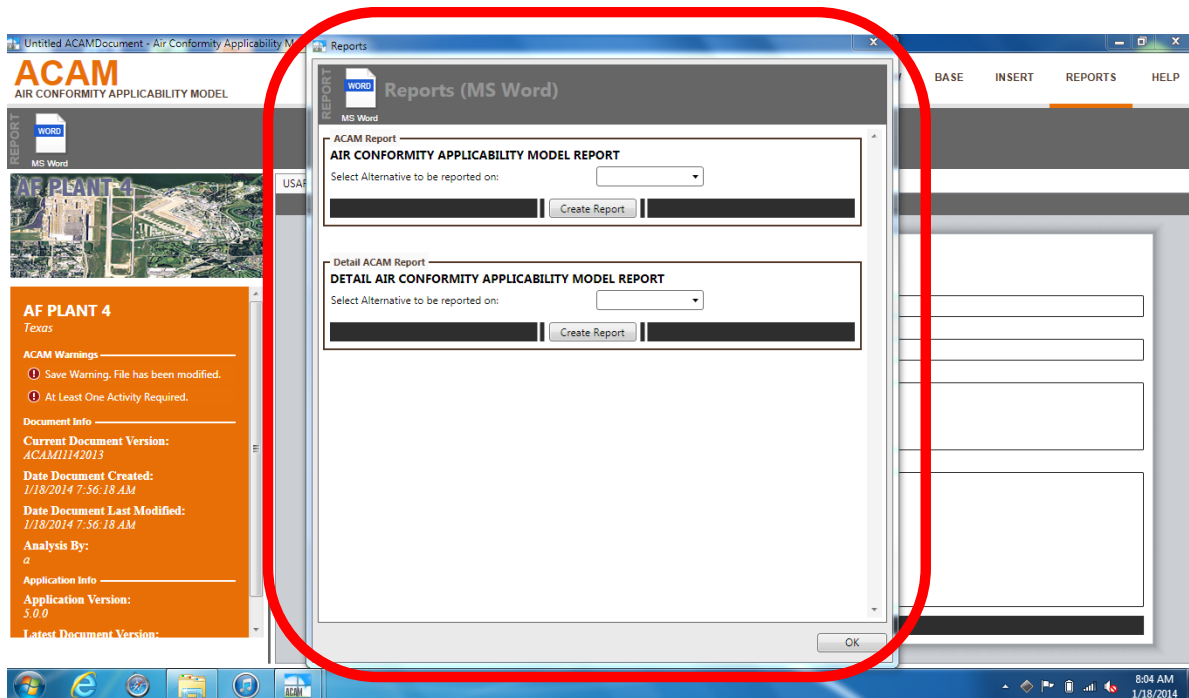 Untitled ACAMDocument - Air Conformity Applicability M
Reports
ACAM
AIR CONFORMITY APPLICABILITY MODEL
BASE
INSERT
REPORTS
HELP
REPORT
WORD
MS Word
REPORT
WORD
MS Word
Reports (MS Word)
AF PLANT 4
USAF
ACAM Report
AIR CONFORMITY APPLICABILITY MODEL REPORT
Select Alternative to be reported on:
Create Report
Detail ACAM Report
DETAIL AIR CONFORMITY APPLICABILITY MODEL REPORT
Select Alternative to be reported on:
Create Report
OK
AF PLANT 4
Texas
ACAM Warnings
Save Warning. File has been modified.
At Least One Activity Required.
Document Info
Current Document Version:
ACAM11142013
Date Document Created:
1/18/2014 7:56:18 AM
Date Document Last Modified:
1/18/2014 7:56:18 AM
Analysis By:
a
Application Info
Application Version:
5.0.0
Latest Document Version:
ACAM
8:04 AM
1/18/2014